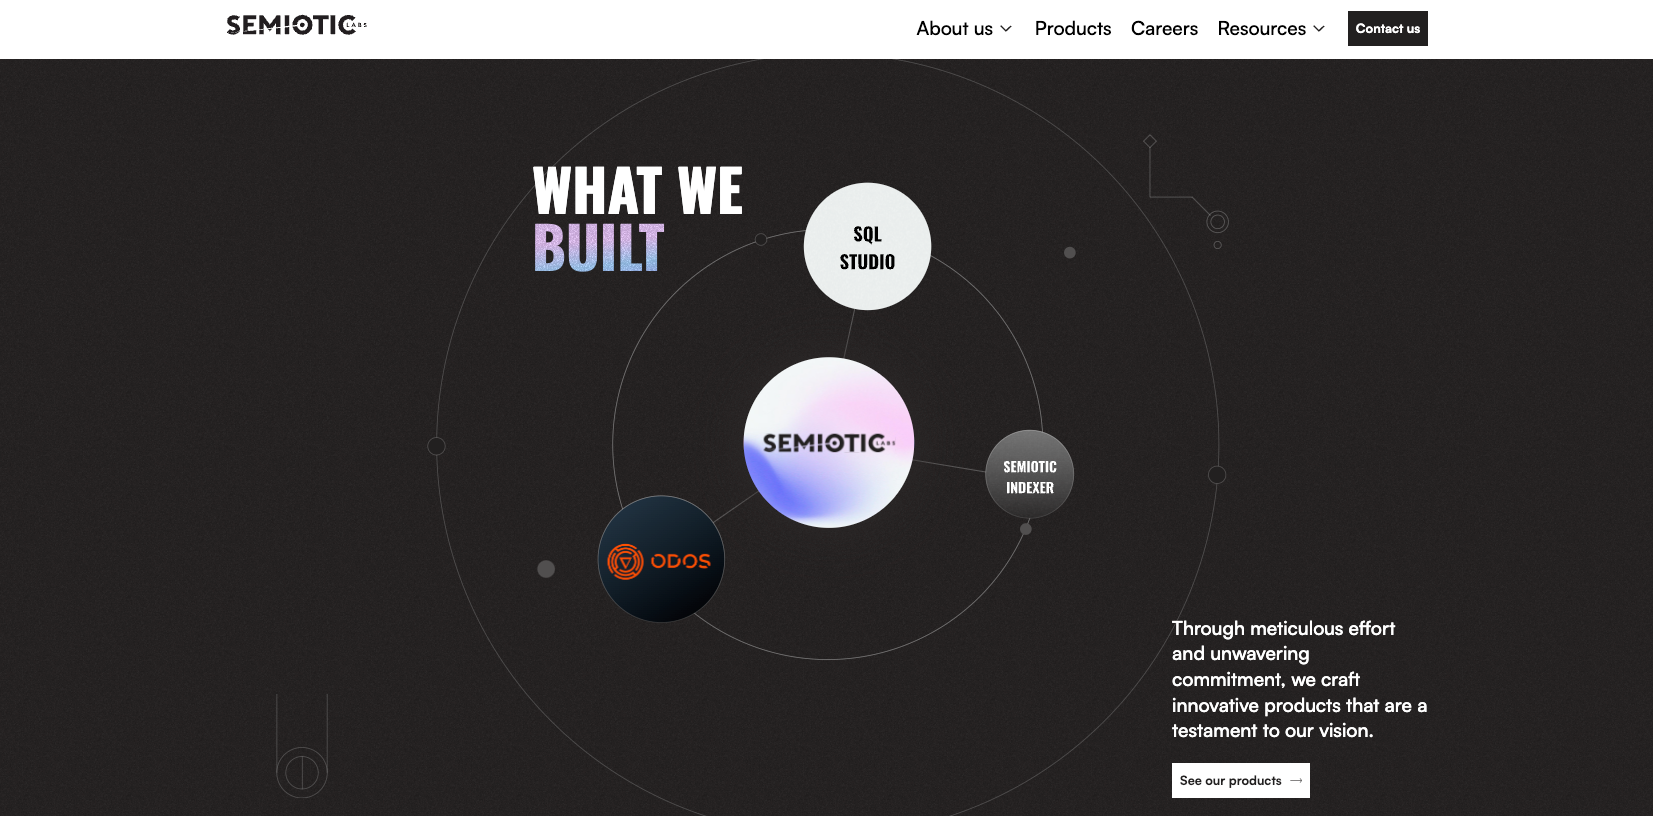 SEMIOTIC LABS
About us
Products
Careers
Resources
Contact us
WHAT WE
BUILT
SQL
STUDIO
SEMIOTIC LABS
SEMIOTIC
INDEXER
ODOS
Through meticulous effort
and unwavering
commitment, we craft
innovative products that are a
testament to our vision.
See our products →